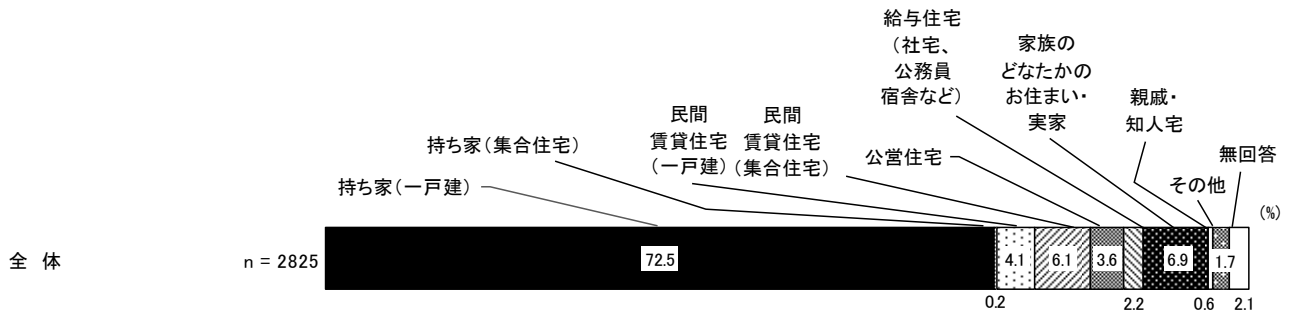 給与住宅
（社宅、
公務員
宿舎など）
家族の
どなたかの
お住まい・
実家
親戚・
知人宅
民間
賃貸住宅
（一戸建）
民間
賃貸住宅
（集合住宅）
持ち家（集合住宅）
公営住宅
無回答
持ち家（一戸建）
その他
(%)
全 体
n = 2825
72.5
4.1
6.1
3.6
6.9
1.7
0.2
2.2
0.6
2.1